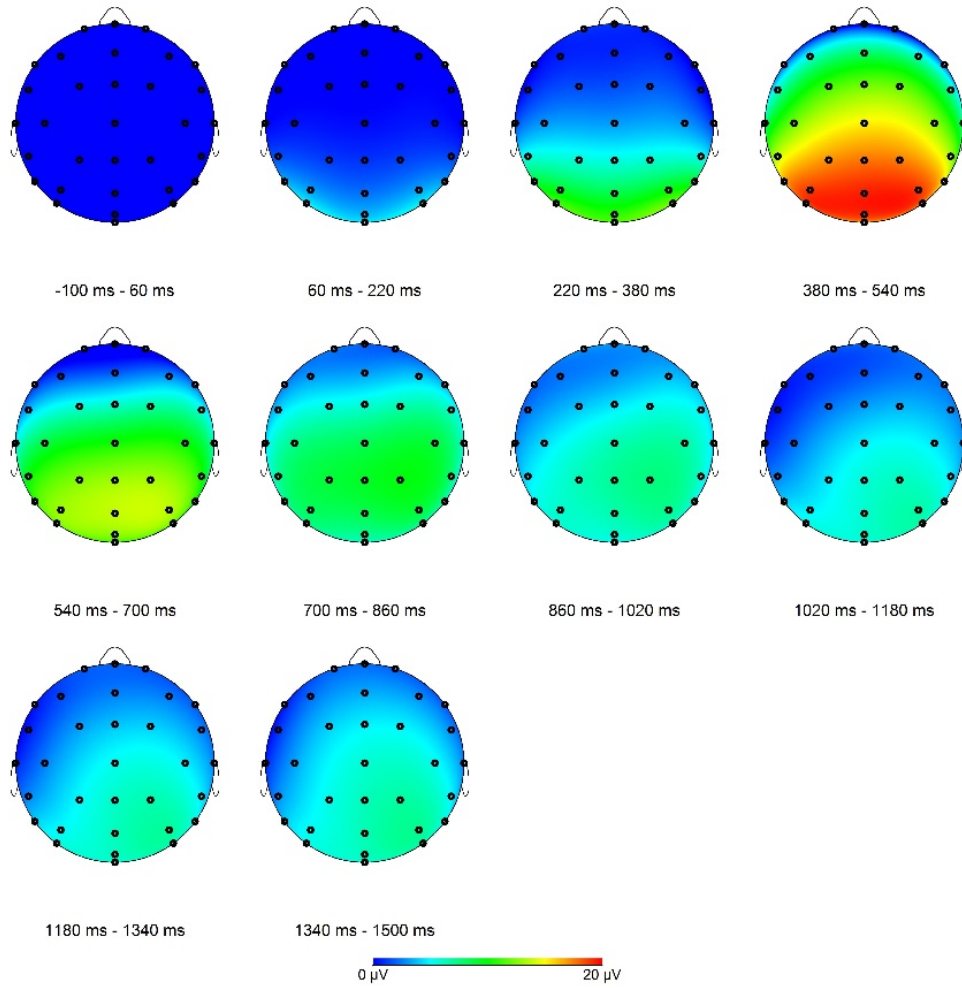 -100 ms - 60 ms
60 ms - 220 ms
220 ms - 380 ms
380 ms - 540 ms
540 ms - 700 ms
700 ms - 860 ms
860 ms - 1020 ms
1020 ms - 1180 ms
1180 ms - 1340 ms
1340 ms - 1500 ms
0 µV
20 µV